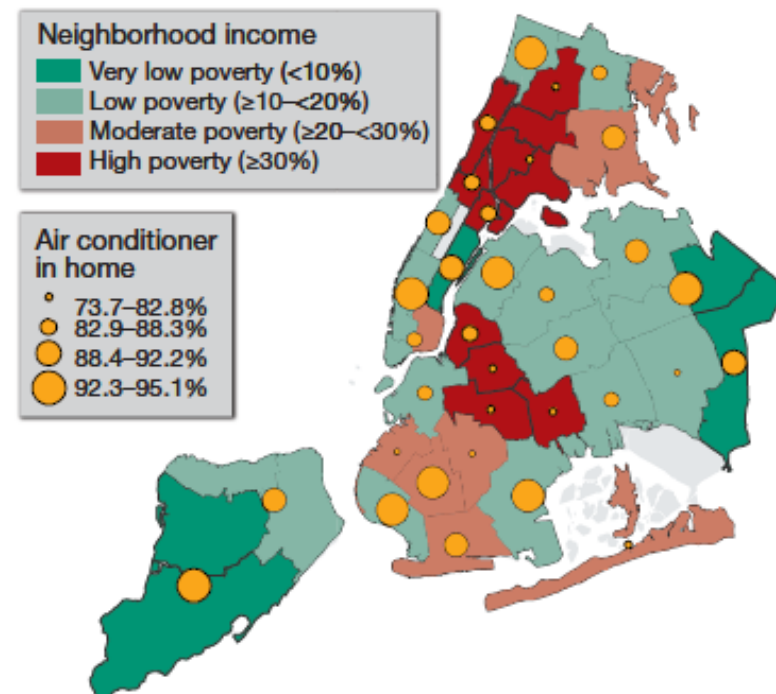 Neighborhood income
Very low poverty (<10%)
Low poverty (≥10–<20%)
Moderate poverty (≥20–<30%)
High poverty (≥30%)
Air conditioner
in home
73.7–82.8%
82.9–88.3%
88.4–92.2%
92.3–95.1%